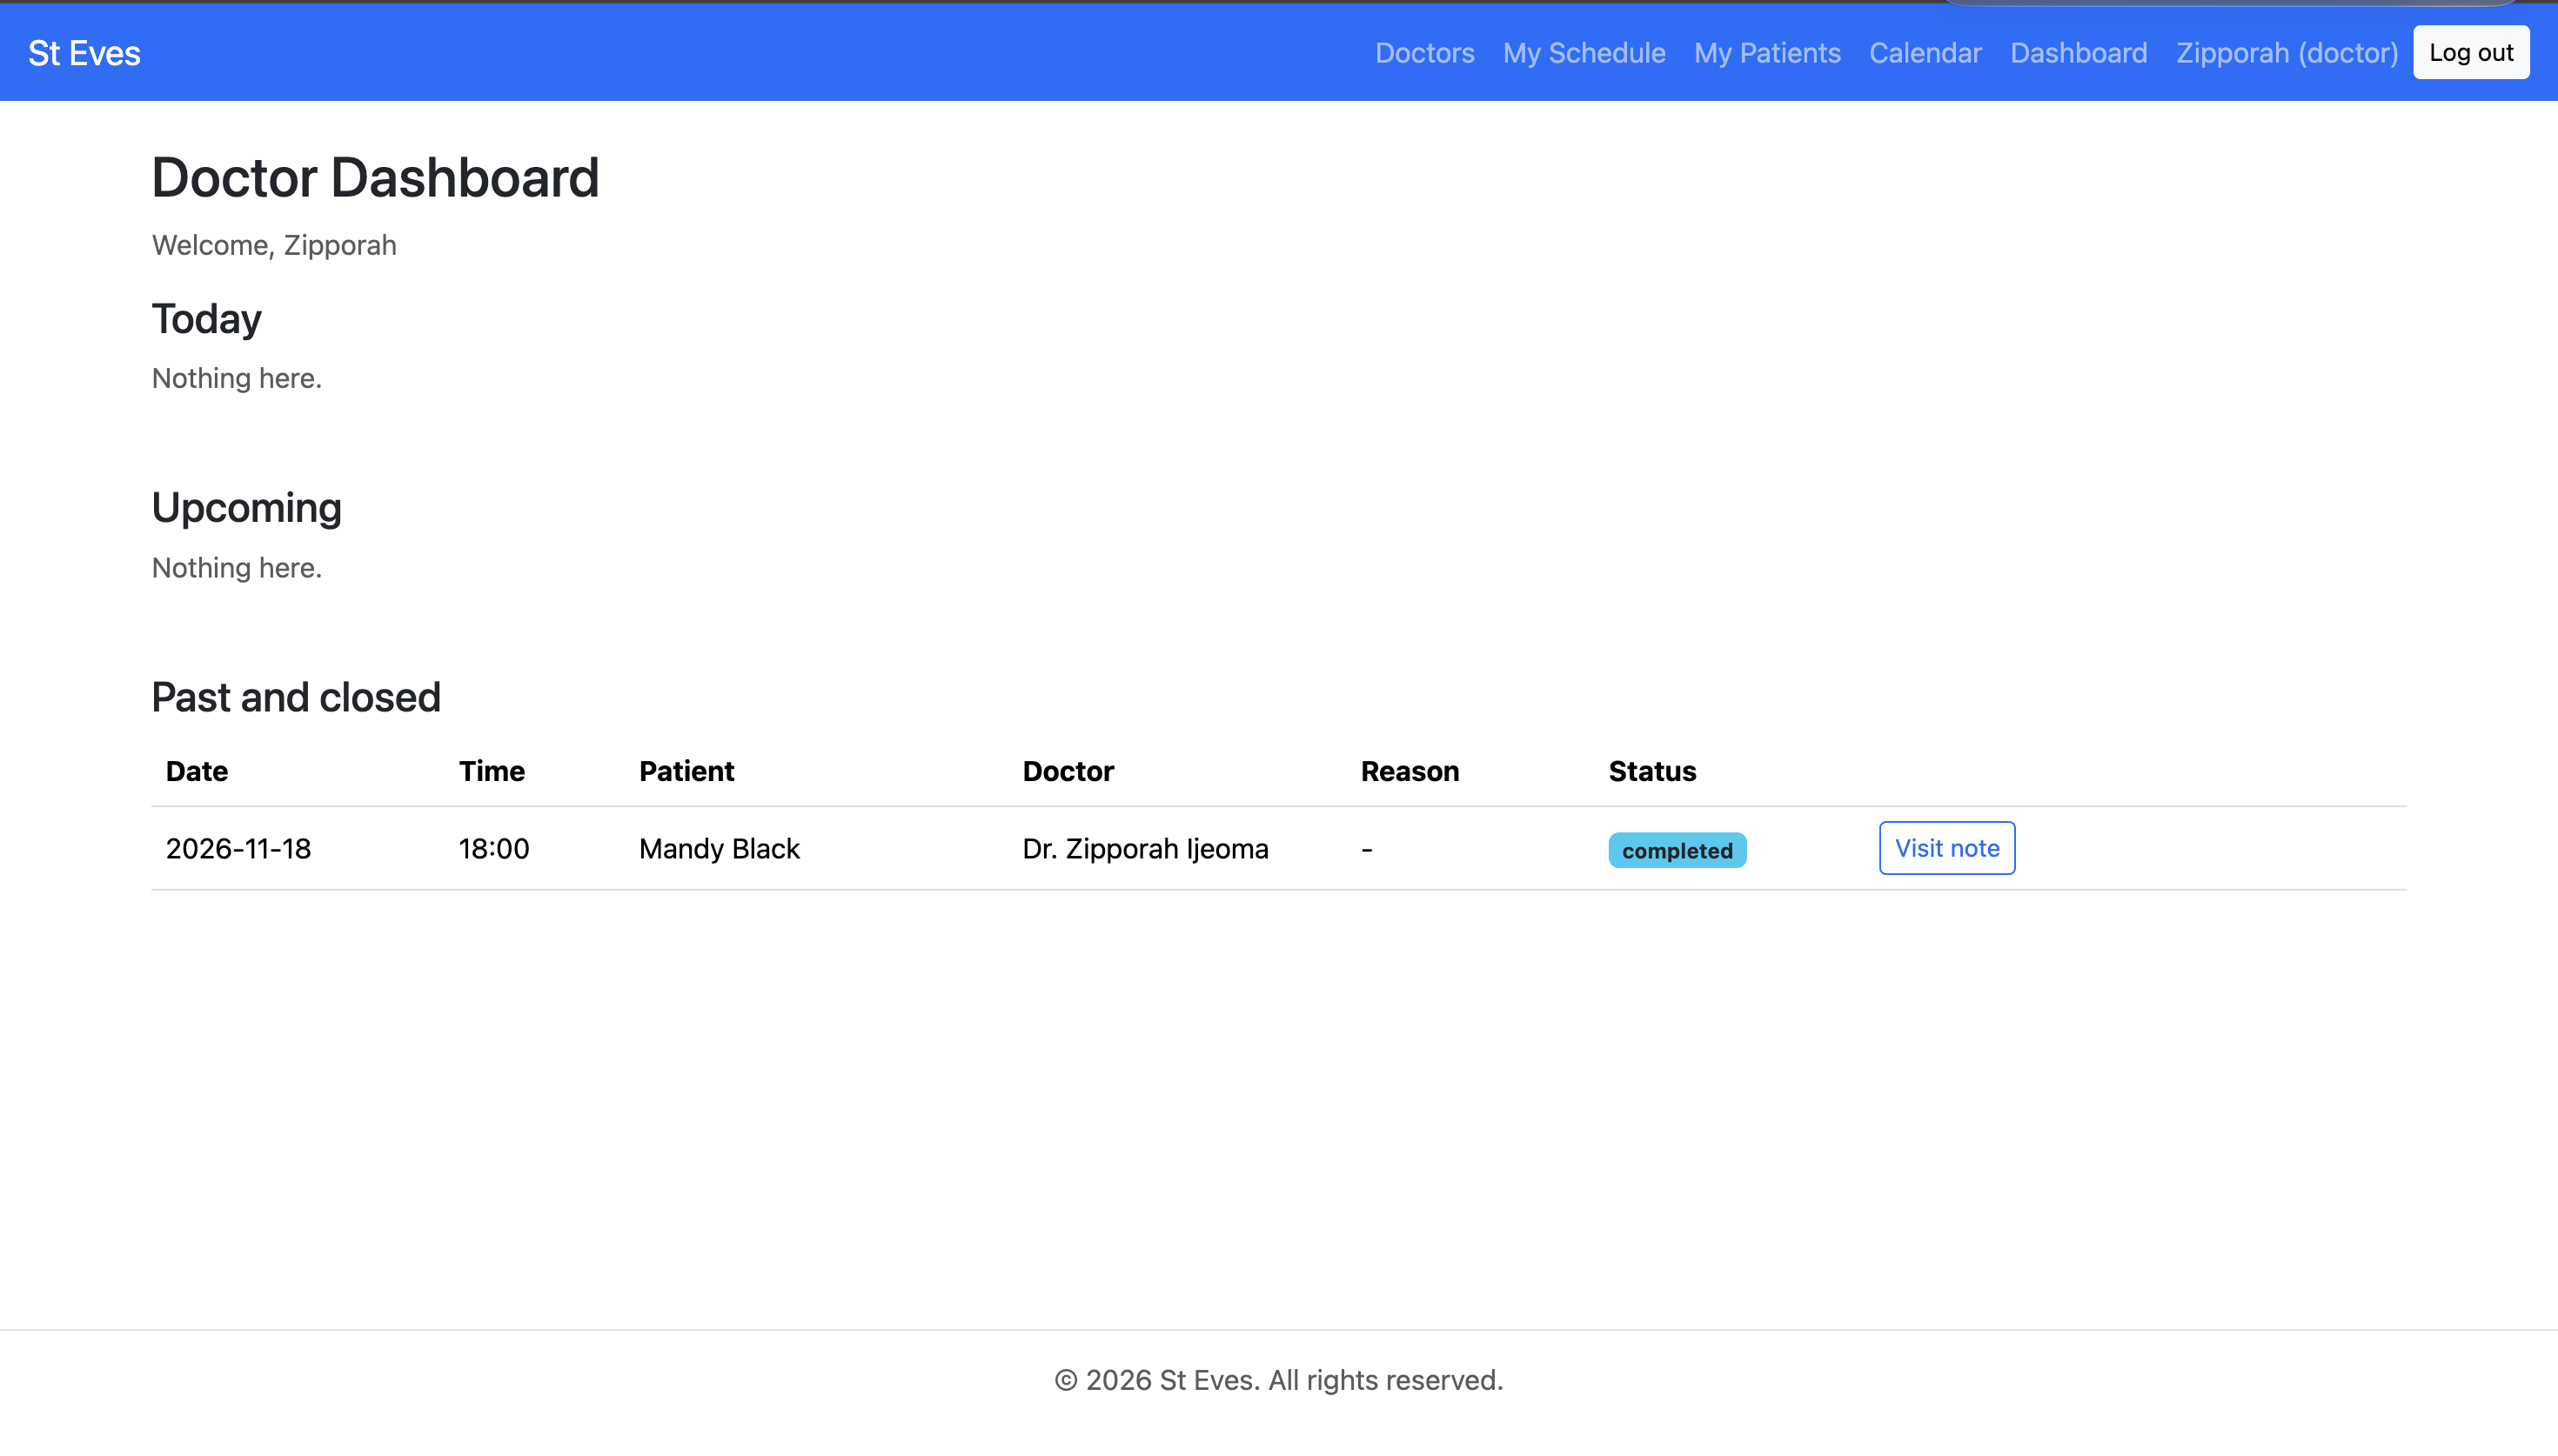 St Eves Doctors My Schedule My Patients Calendar Dashboard Zipporah (doctor) Log out
Doctor Dashboard
Welcome, Zipporah
Today
Nothing here.
Upcoming
Nothing here.
Past and closed
Date Time Patient Doctor Reason Status
2026-11-18 18:00 Mandy Black Dr. Zipporah Ijeoma - completed Visit note
© 2026 St Eves. All rights reserved.